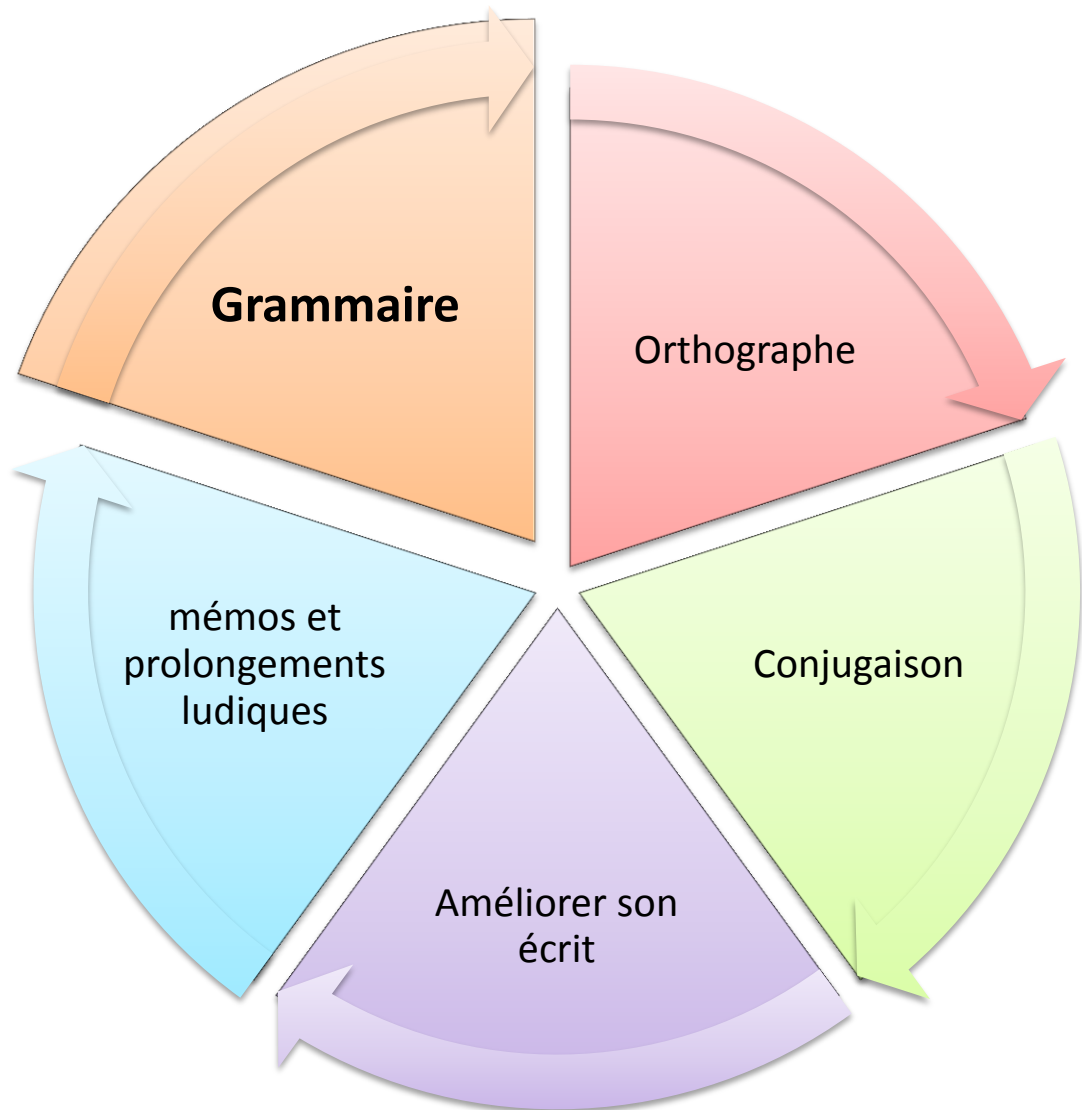 Grammaire
Orthographe
Conjugaison
Améliorer son
écrit
mémos et
prolongements
ludiques